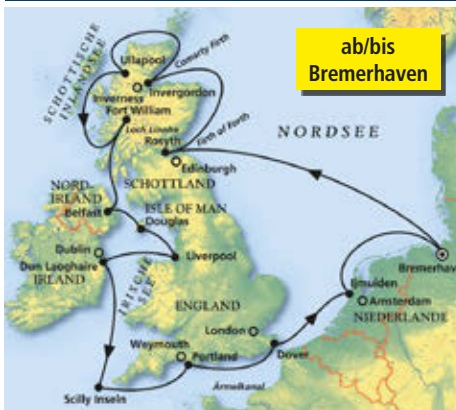 ab/bis
Bremerhaven
SCHOTTISCHE
INLANDSEE
Ullapool
Comarty Firth
Inverness
Invergordon
Fort William
Loch Linnhe
Rosyth
Firth of Forth
Edinburgh
NORDSEE
SCHOTTLAND
NORD-
IRLAND
Belfast
ISLE OF MAN
Douglas
Dublin
Dun Laoghaire
IRLAND
IRISCHE
SEE
Liverpool
ENGLAND
Bremerhav
Ijmuiden
Amsterdam
NIEDERLANDE
London
Weymouth
Portland
Dover
Scilly Inseln
Ärmelkanal